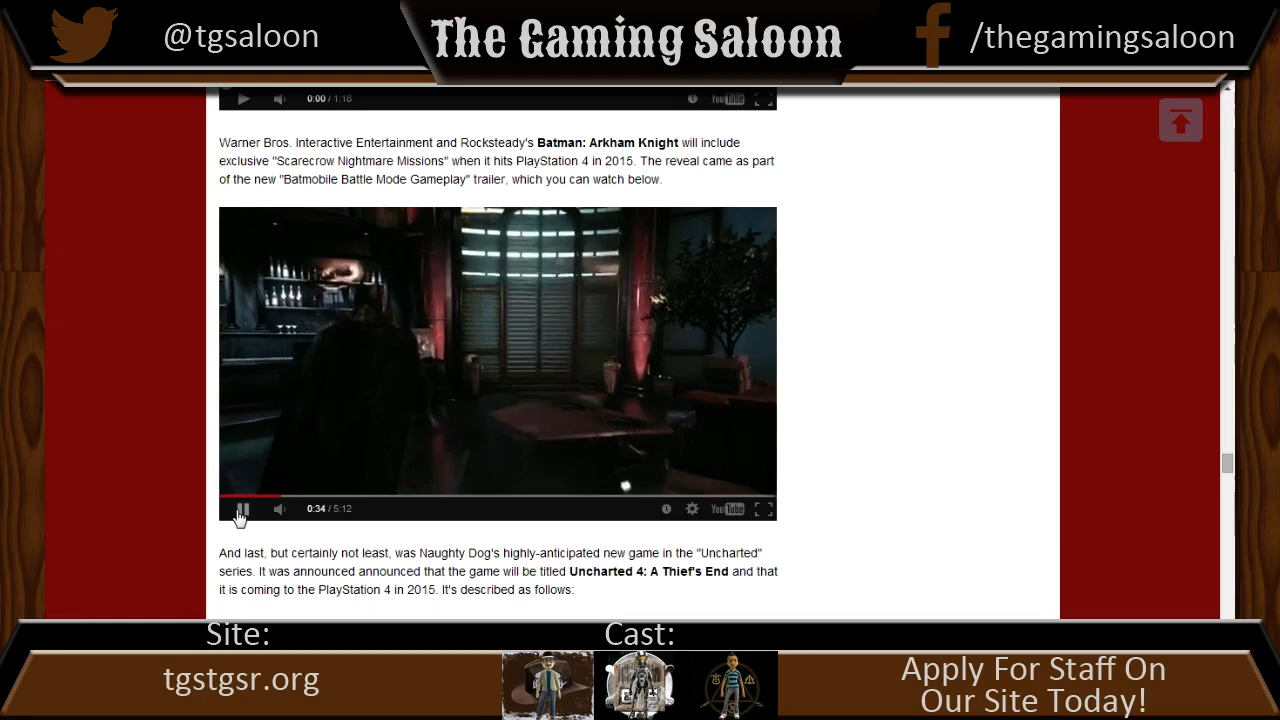 @tgsaloon
The Gaming Saloon
/thegamingsaloon
0:00 / 1:18
YouTube
Warner Bros. Interactive Entertainment and Rocksteady's Batman: Arkham Knight will include
exclusive "Scarecrow Nightmare Missions" when it hits PlayStation 4 in 2015. The reveal came as part
of the new "Batmobile Battle Mode Gameplay" trailer, which you can watch below.
0:34 / 5:12
YouTube
And last, but certainly not least, was Naughty Dog's highly-anticipated new game in the "Uncharted"
series. It was announced announced that the game will be titled Uncharted 4: A Thief's End and that
it is coming to the PlayStation 4 in 2015. It's described as follows:
Site:
Cast:
tgstgsr.org
Apply For Staff On
Our Site Today!